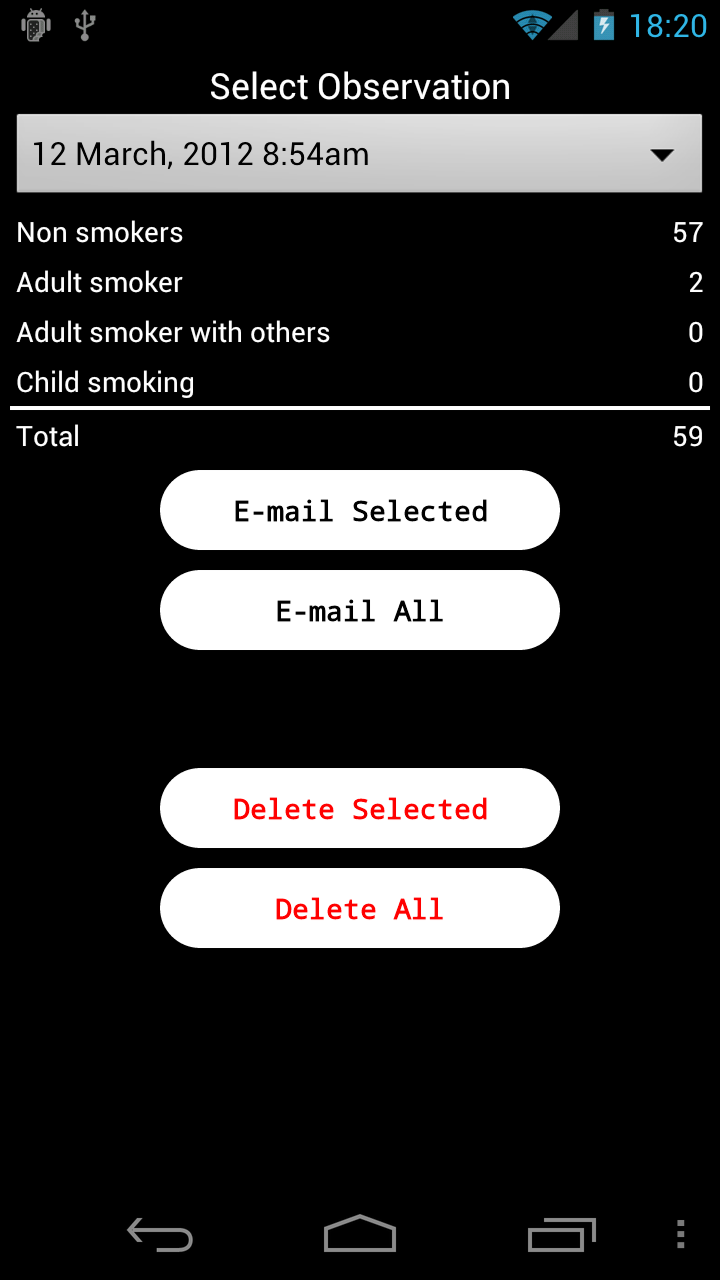 18:20
Select Observation
12 March, 2012 8:54am
Non smokers 57
Adult smoker 2
Adult smoker with others 0
Child smoking 0
Total 59
E-mail Selected
E-mail All
Delete Selected
Delete All